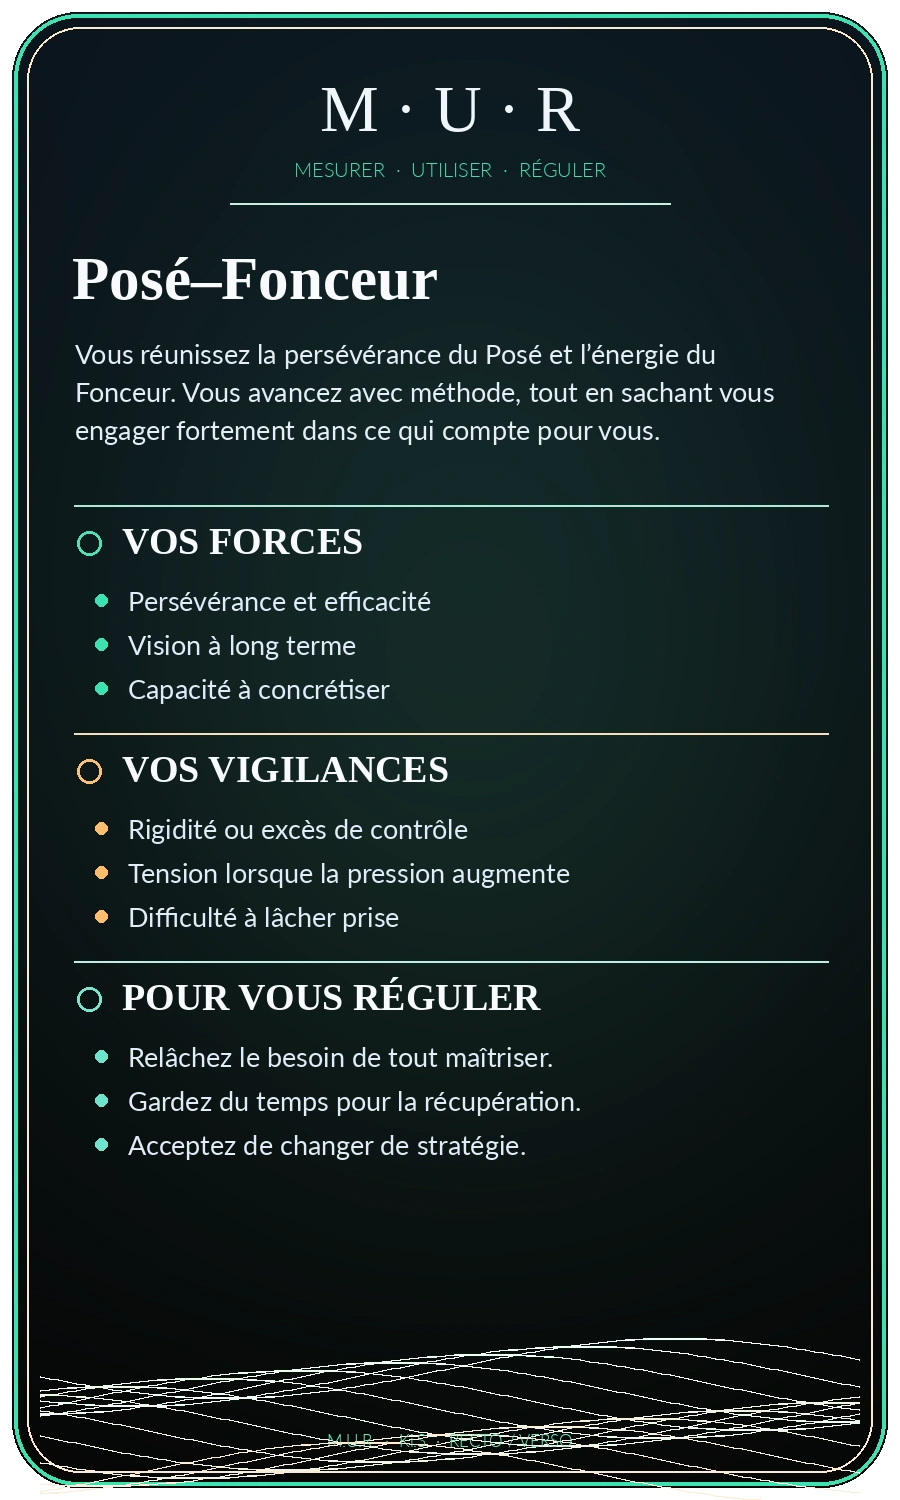 M · U · R
MESURER · UTILISER · RÉGULER
Posé–Fonceur
Vous réunissez la persévérance du Posé et l’énergie du
Fonceur. Vous avancez avec méthode, tout en sachant vous
engager fortement dans ce qui compte pour vous.
VOS FORCES
Persévérance et efficacité
Vision à long terme
Capacité à concrétiser
VOS VIGILANCES
Rigidité ou excès de contrôle
Tension lorsque la pression augmente
Difficulté à lâcher prise
POUR VOUS RÉGULER
Relâchez le besoin de tout maîtriser.
Gardez du temps pour la récupération.
Acceptez de changer de stratégie.
RECTO / VERSO